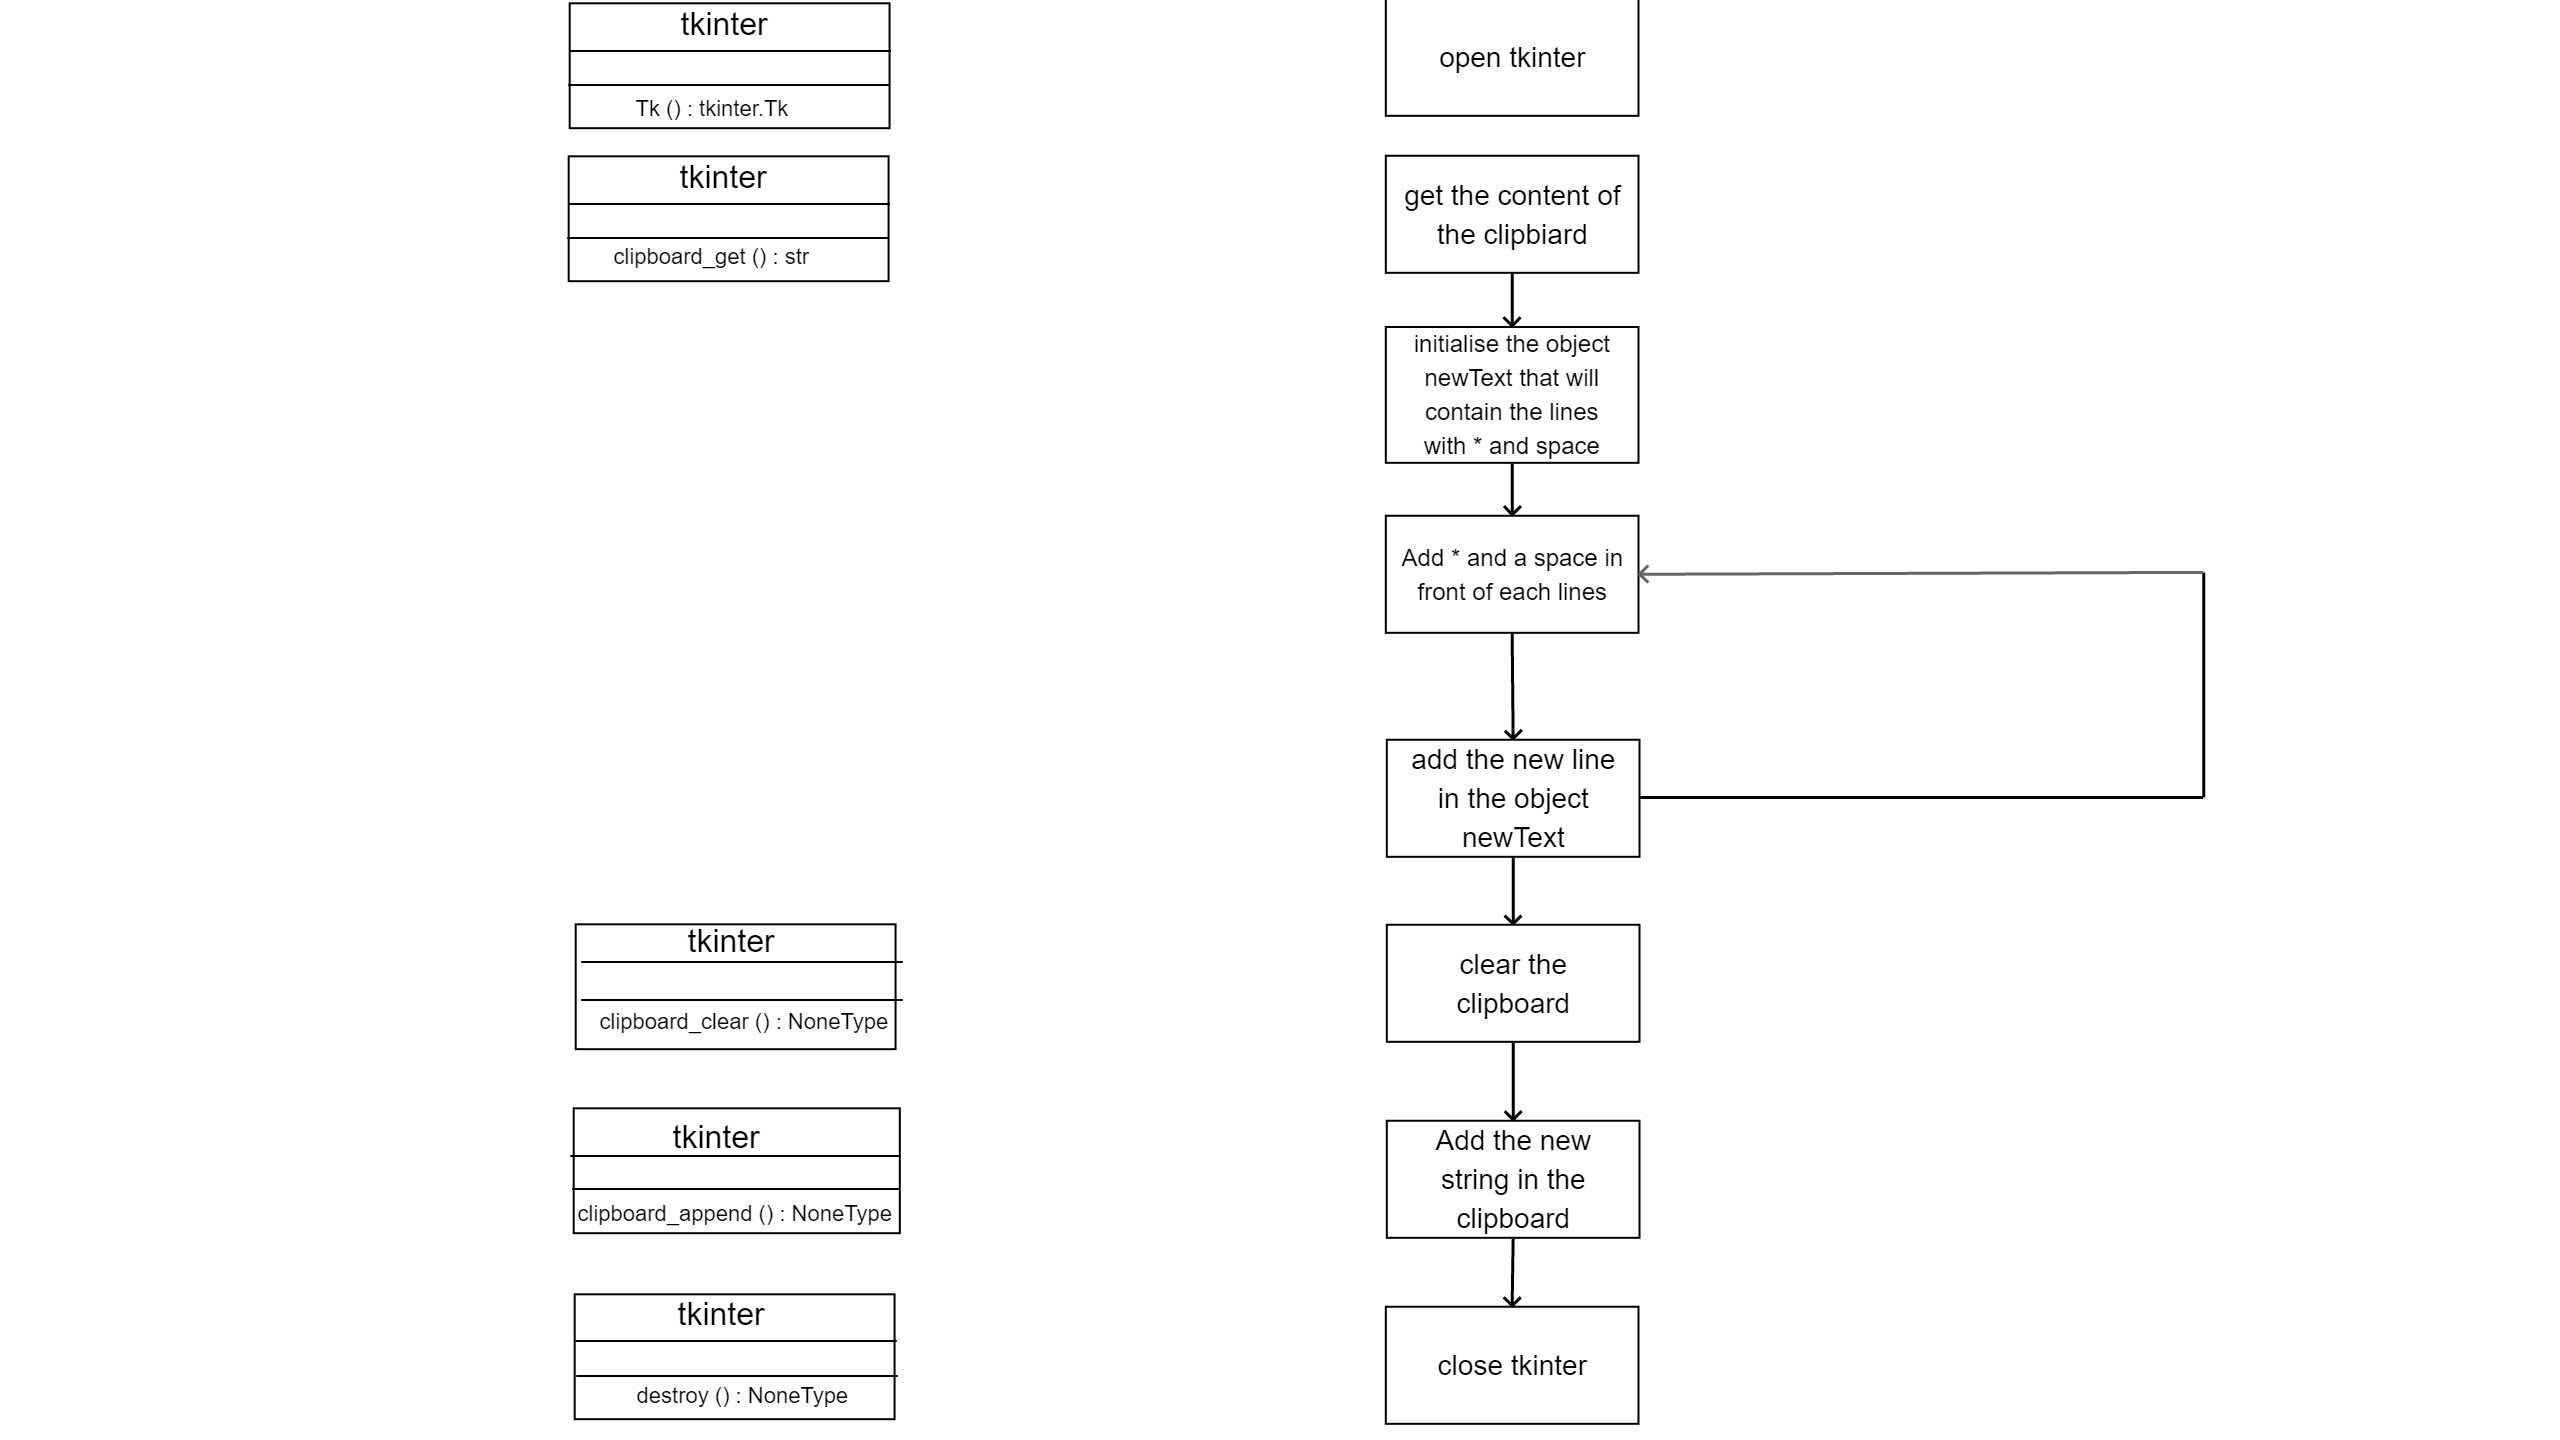 tkinter
Tk () : tkinter.Tk
open tkinter
tkinter
clipboard_get () : str
get the content of
the clipbiard
initialise the object
newText that will
contain the lines
with * and space
Add * and a space in
front of each lines
add the new line
in the object
newText
tkinter
clipboard_clear () : NoneType
clear the
clipboard
tkinter
clipboard_append () : NoneType
Add the new
string in the
clipboard
tkinter
destroy () : NoneType
close tkinter